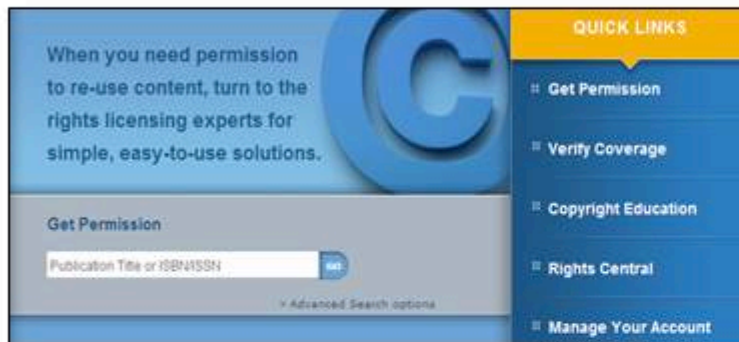 When you need permission
to re-use content, turn to the
rights licensing experts for
simple, easy-to-use solutions.
©
Get Permission
Publication Title or ISBN/ISSN
GO
> Advanced Search options
QUICK LINKS
Get Permission
Verify Coverage
Copyright Education
Rights Central
Manage Your Account